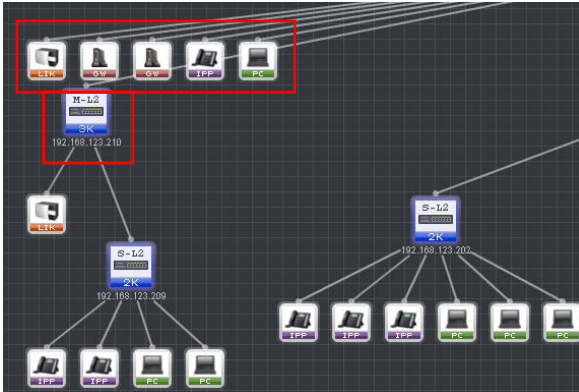 LIK
GW
GW
IPP
PC
M-L2
3K
192.168.123.210
LIK
S-L2
2K
192.168.123.202
S-L2
2K
192.168.123.209
IPP
IPP
IPP
PC
PC
PC
IPP
IPP
PC
PC